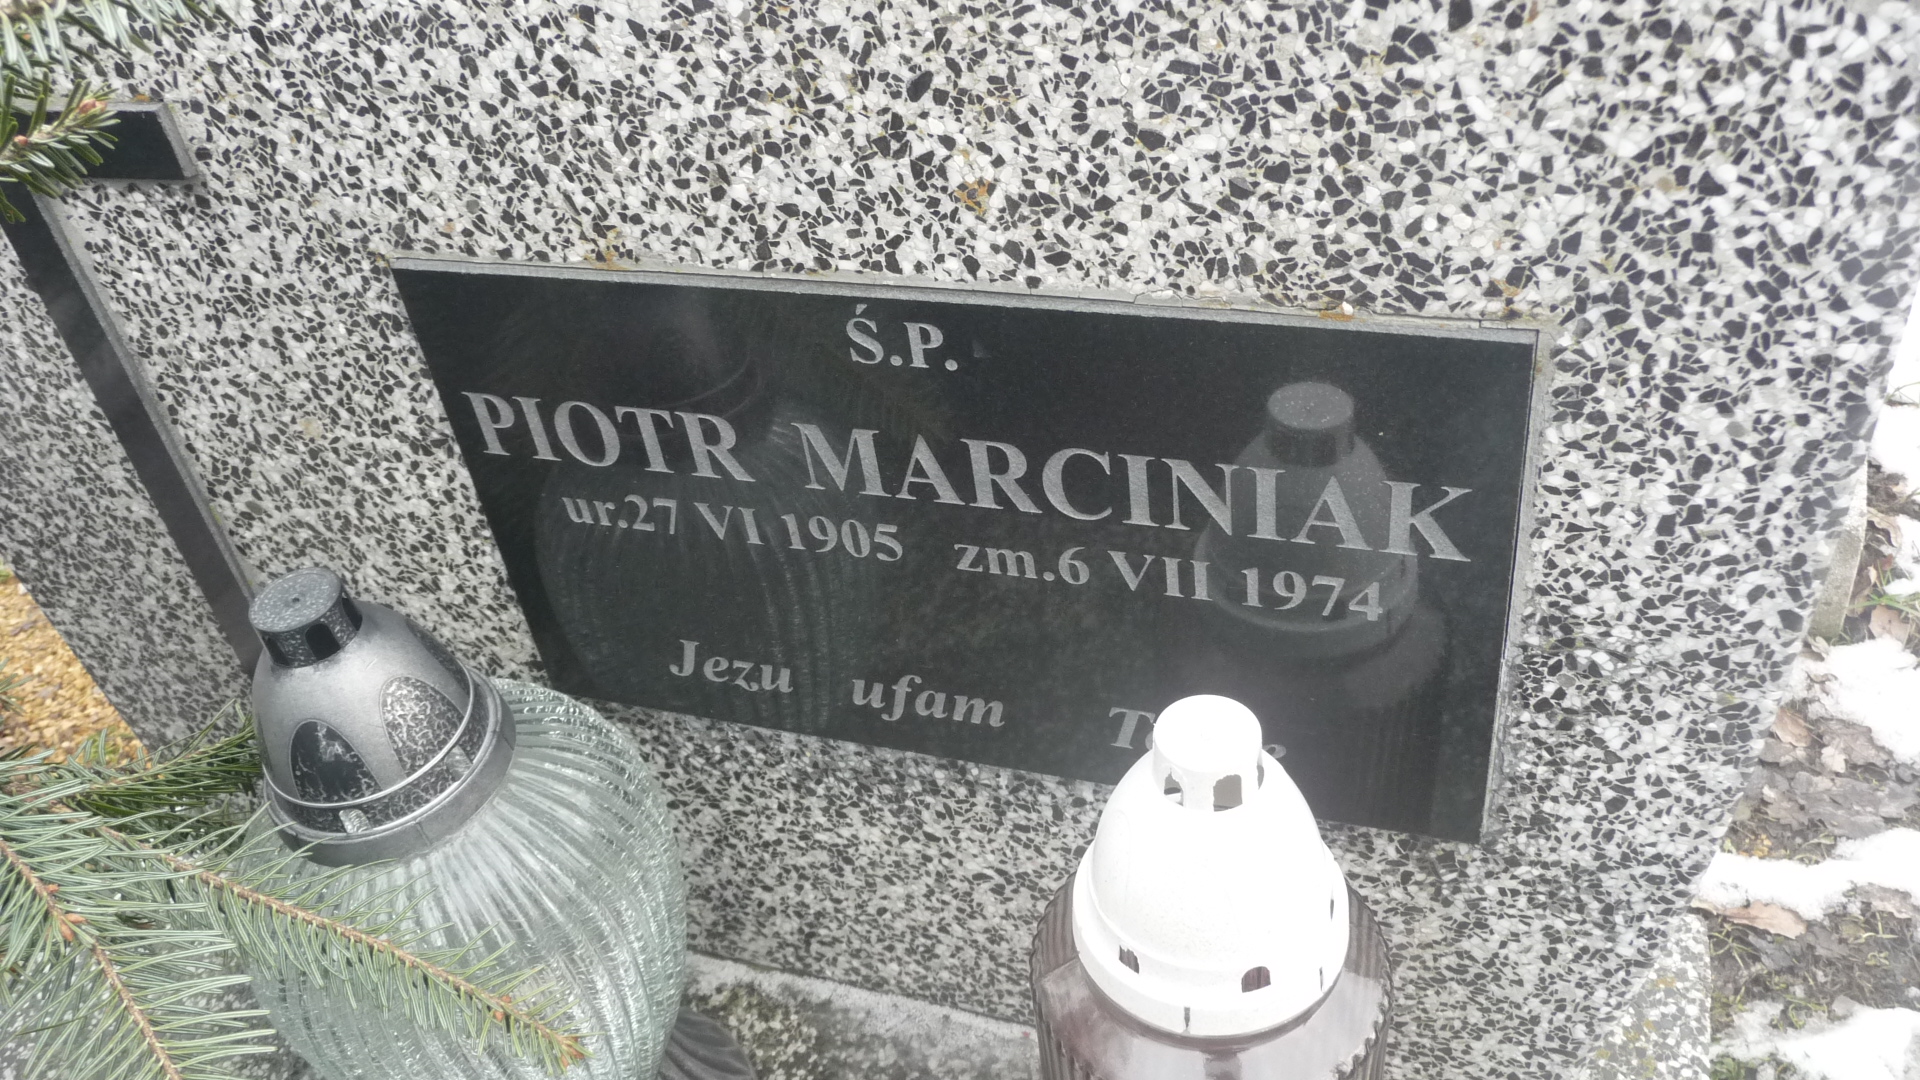 Ś.P.
PIOTR MARCINIAK
ur.27 VI 1905 zm.6 VII 1974
Jezu ufam